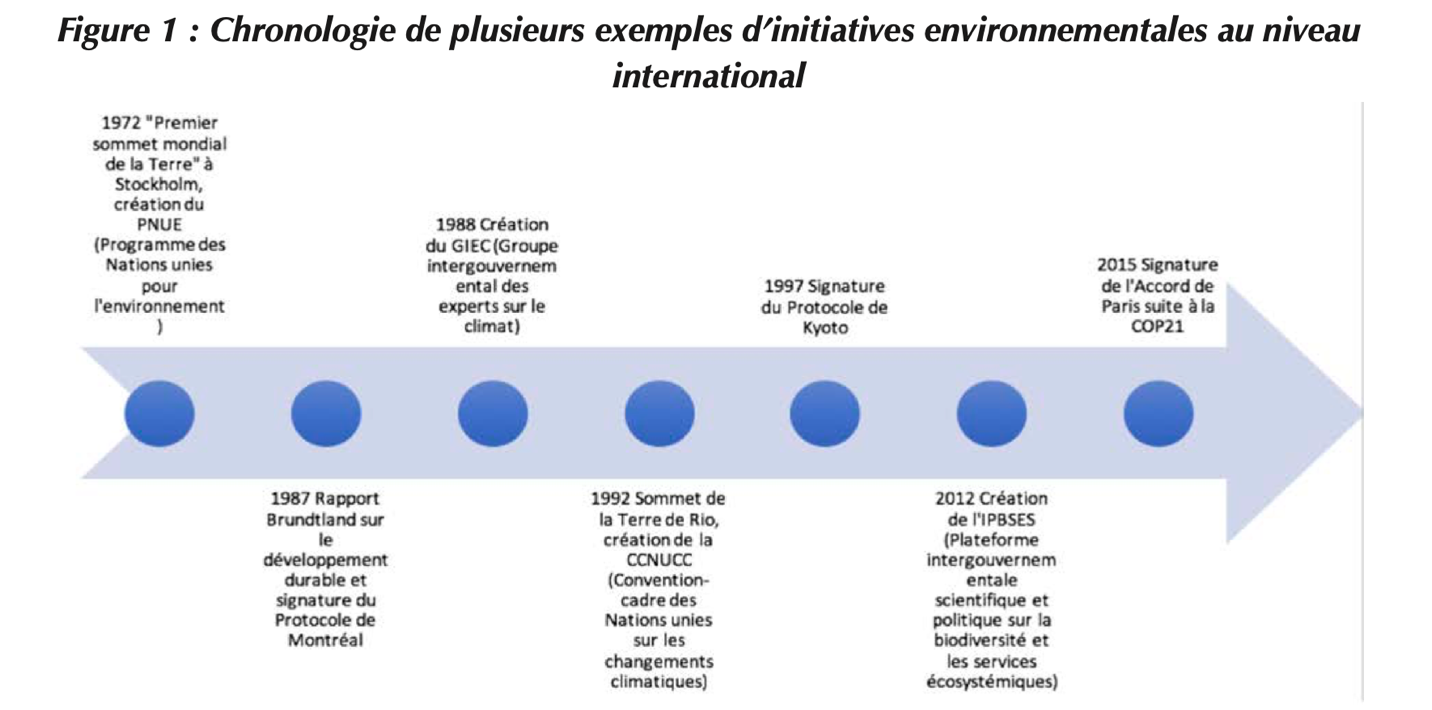 Figure 1 : Chronologie de plusieurs exemples d’initiatives environnementales au niveau
international
1972 "Premier
sommet mondial
de la Terre" à
Stockholm,
création du
PNUE
(Programme des
Nations unies
pour
l'environnement
)
1987 Rapport
Brundtland sur
le
développement
durable et
signature du
Protocole de
Montréal
1988 Création
du GIEC (Groupe
intergouvernem
ental des
experts sur le
climat)
1992 Sommet de
la Terre de Rio,
création de la
CCNUCC
(Convention-
cadre des
Nations unies
sur les
changements
climatiques)
1997 Signature
du Protocole de
Kyoto
2012 Création
de l'IPBSES
(Plateforme
intergouvernem
entale
scientifique et
politique sur la
biodiversité et
les services
écosystémiques)
2015 Signature
de l'Accord de
Paris suite à la
COP21